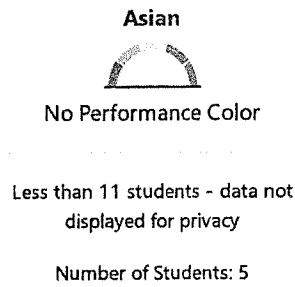 Asian
No Performance Color
Less than 11 students - data not
displayed for privacy
Number of Students: 5